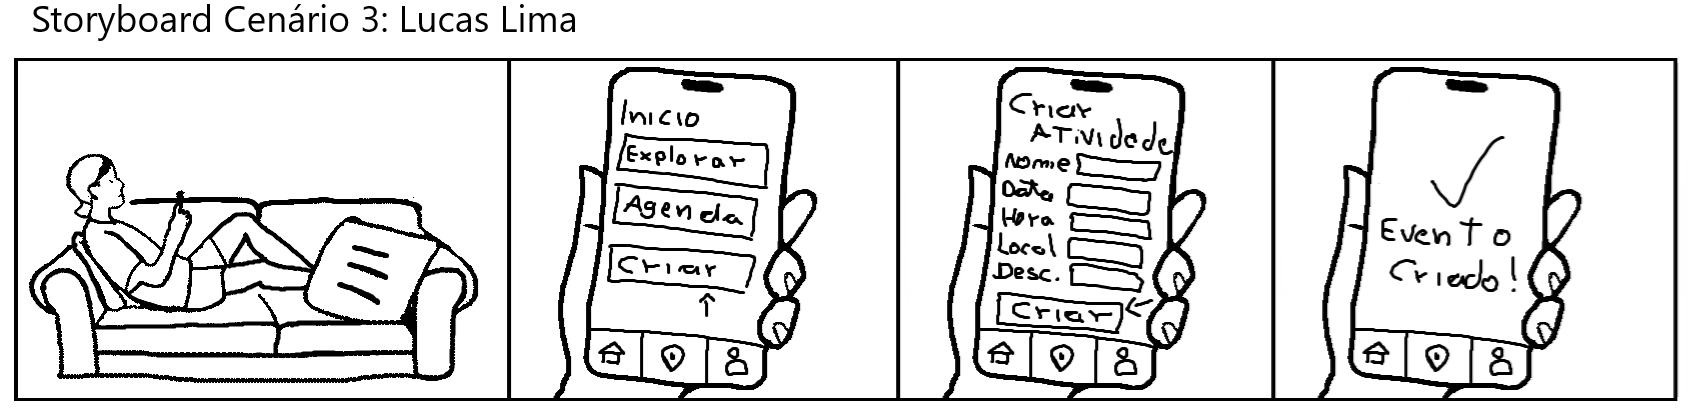 Storyboard Cenário 3: Lucas Lima
Inicio
Explorar
Agenda
Criar
Criar
Atividade
Nome
Data
Hora
Local
Desc.
Criar
Evento
Criado!